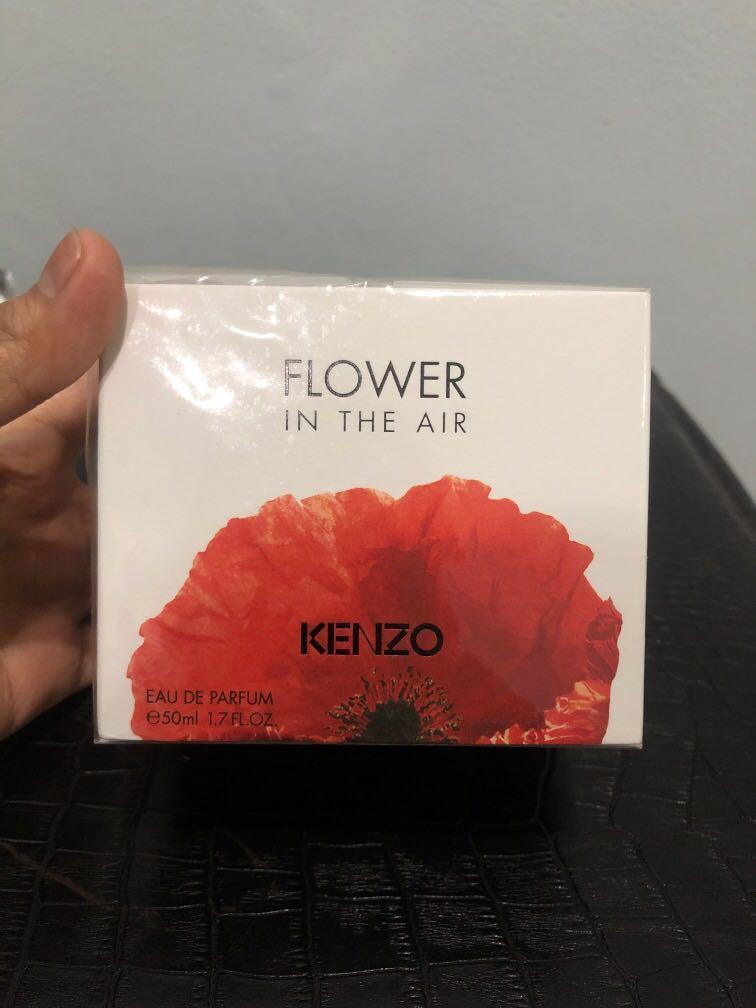 FLOWER
IN THE AIR
KENZO
EAU DE PARFUM
℮50ml 1.7 FL.OZ.